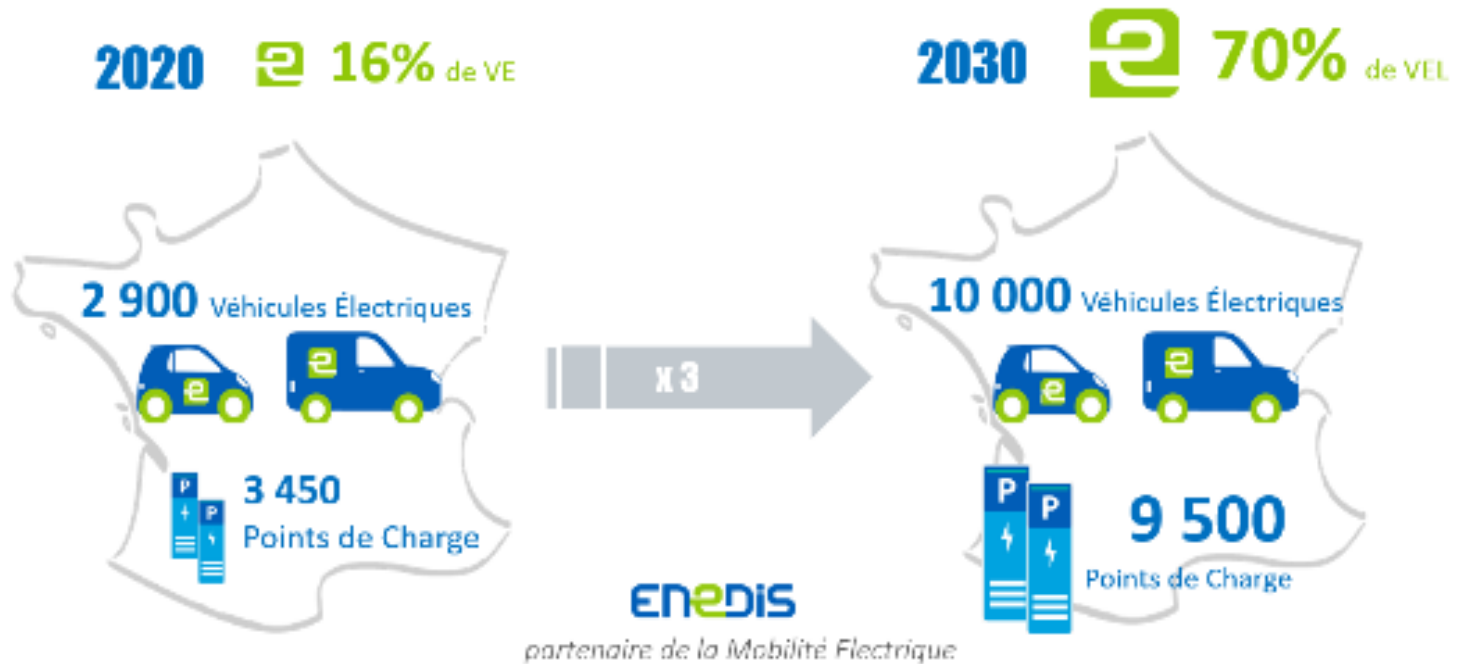 2020 16% de VE
2 900 Véhicules Électriques
P
P
3 450
Points de Charge
x 3
2030 70% de VEL
10 000 Véhicules Électriques
P
P
9 500
Points de Charge
ENEDIS
partenaire de la Mobilité Electrique